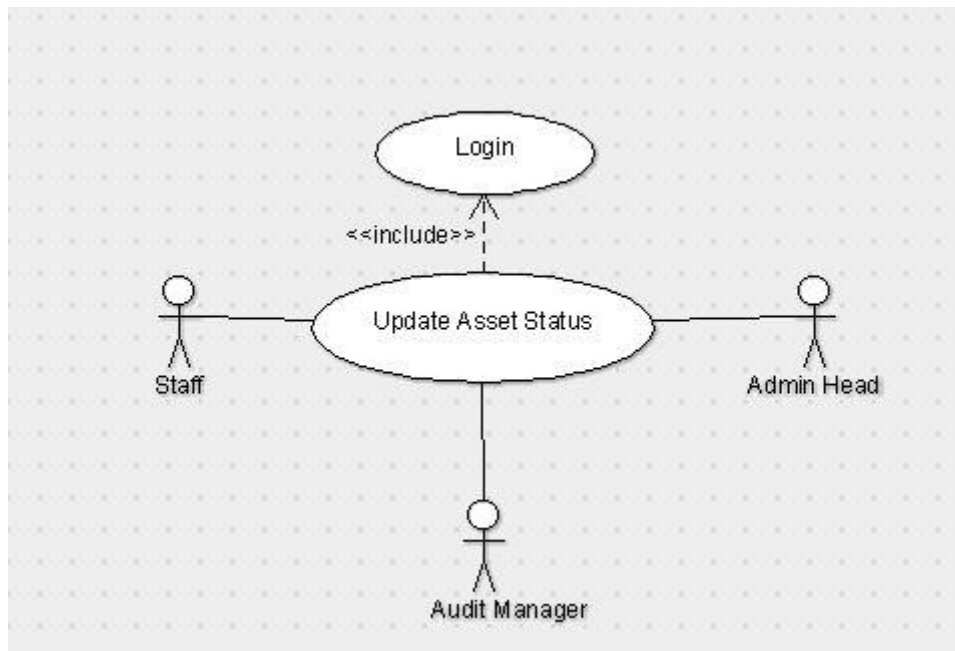 Login
<<include>>
Update Asset Status
Staff
Admin Head
Audit Manager